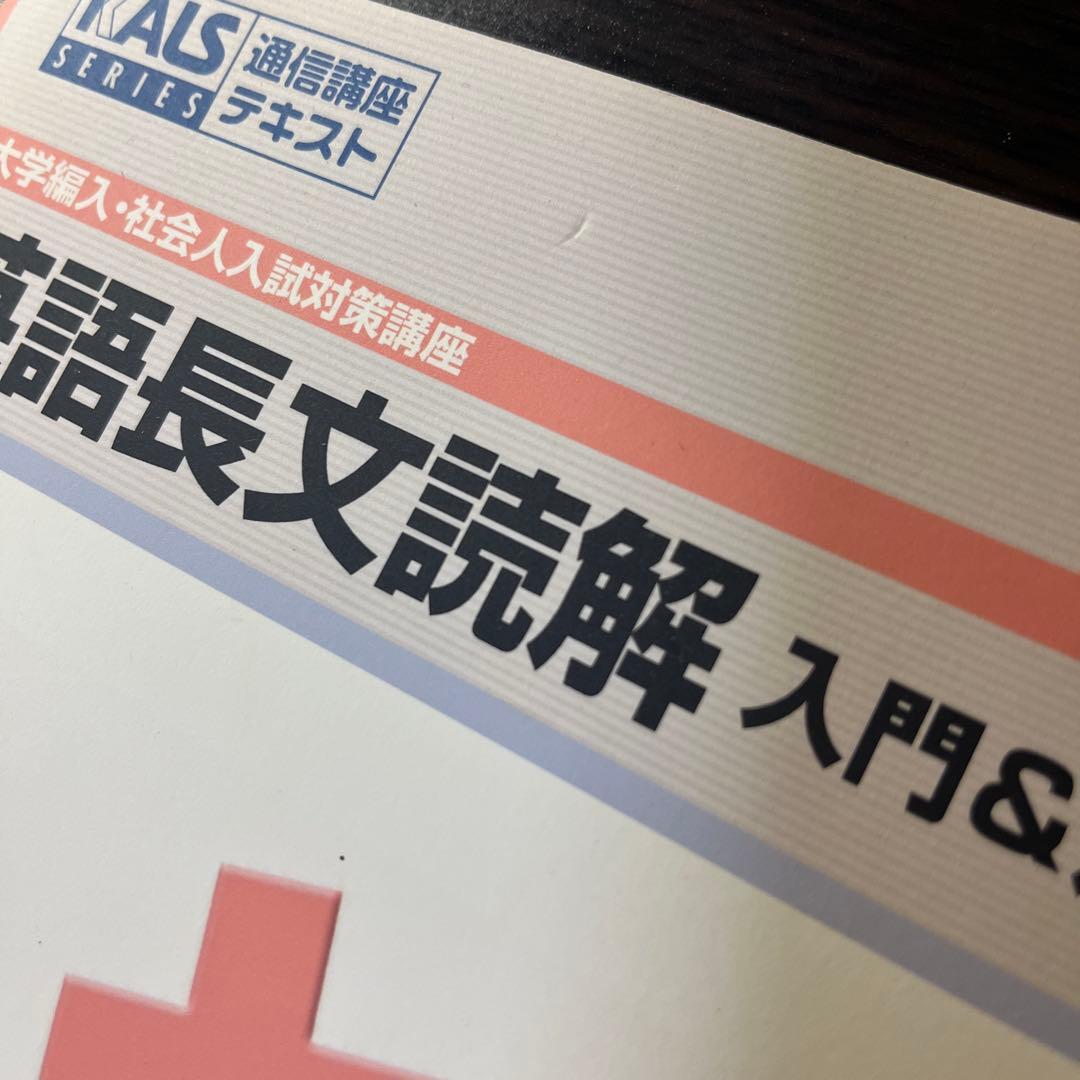 KALS
SERIES
通信講座
テキスト
大学編入・社会人入試対策講座
英語長文読解 入門&